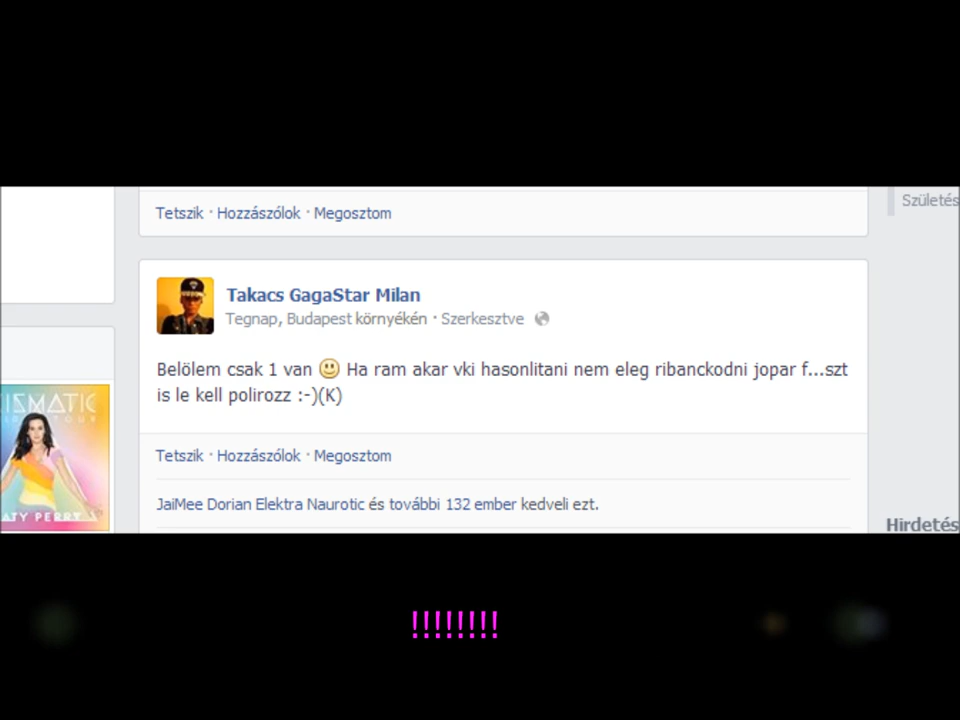 Születés
Tetszik · Hozzászólok · Megosztom
Takacs GagaStar Milan
Tegnap, Budapest környékén · Szerkesztve
Belölem csak 1 van 🙂 Ha ram akar vki hasonlitani nem eleg ribanckodni jopar f...szt
is le kell polirozz :-)(K)
ISMATIC
Tetszik · Hozzászólok · Megosztom
JaiMee Dorian Elektra Naurotic és további 132 ember kedveli ezt.
ATY PERRY
Hirdetés
!!!!!!!!